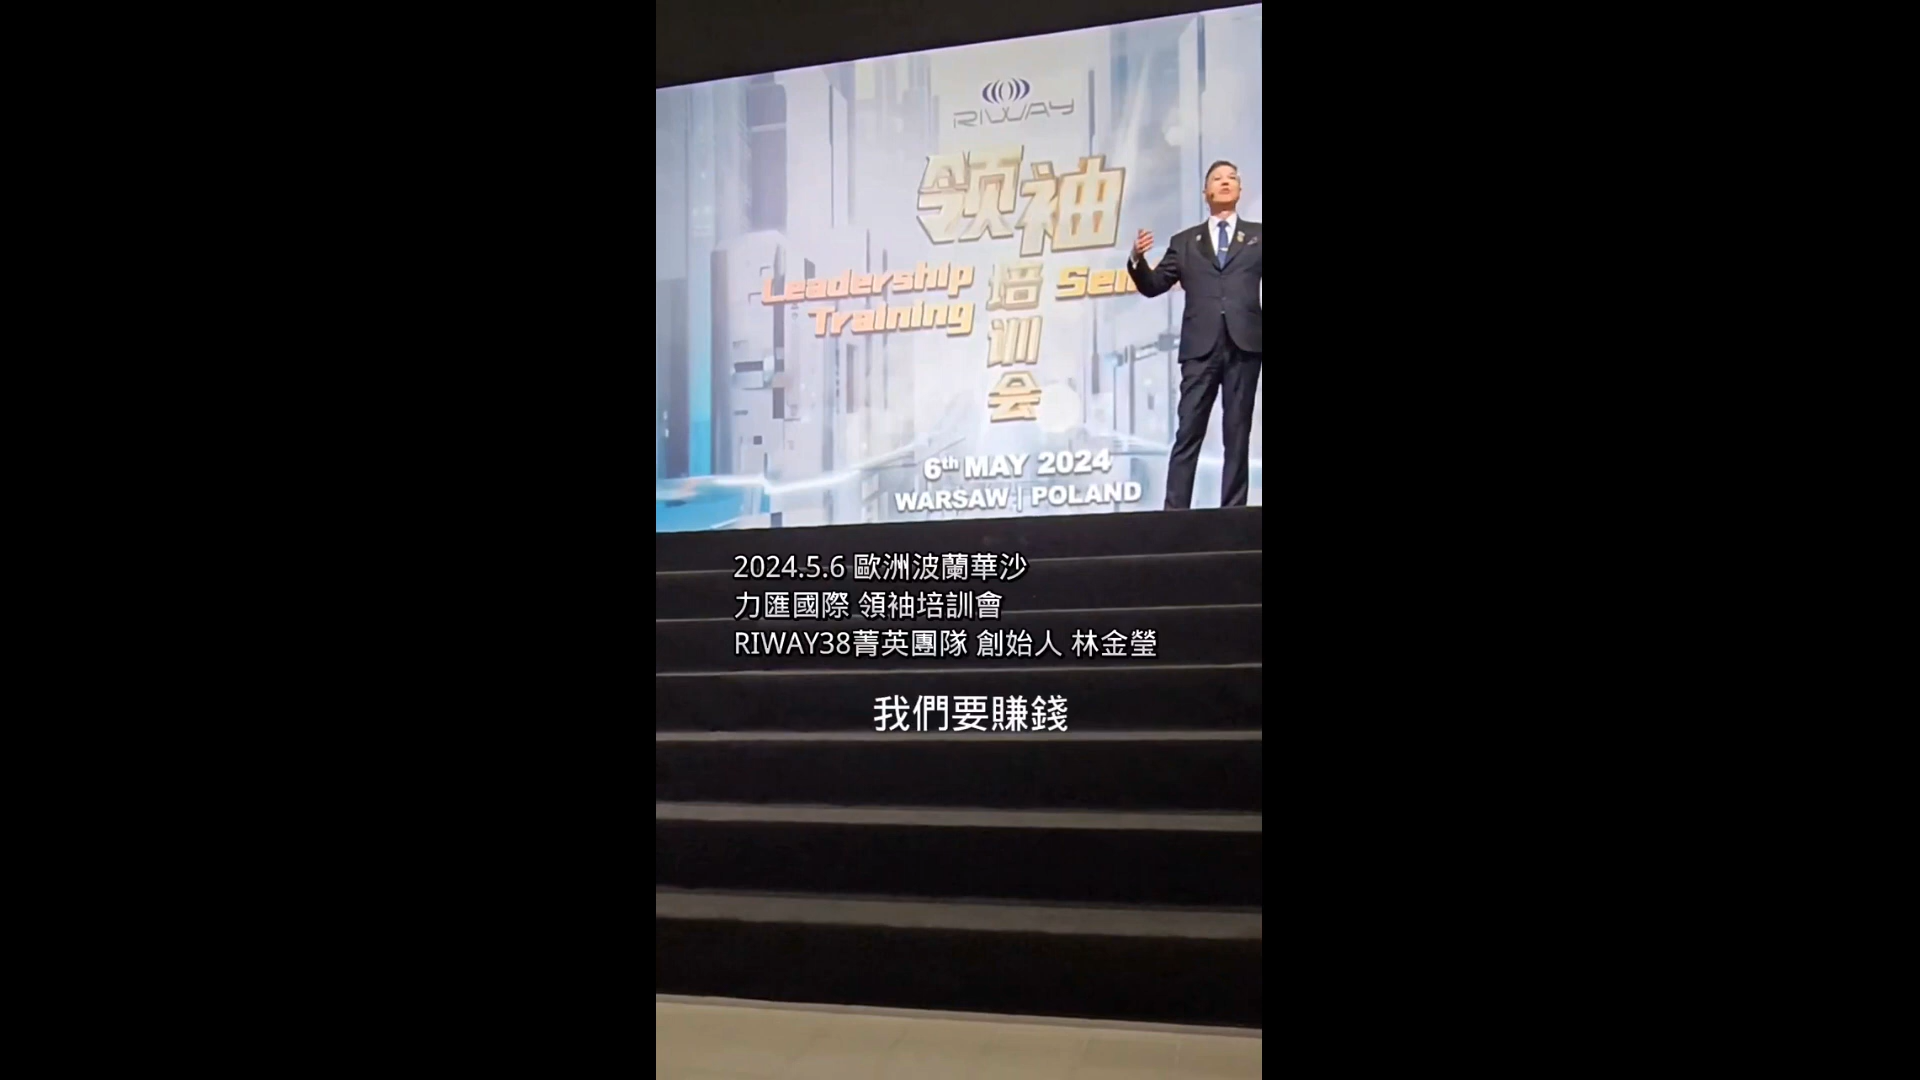 RIWAY
领袖
Leadership
Training
培训会
6th MAY 2024
WARSAW | POLAND
2024.5.6 歐洲波蘭華沙
力匯國際 領袖培訓會
RIWAY38菁英團隊 創始人 林金瑩
我們要賺錢